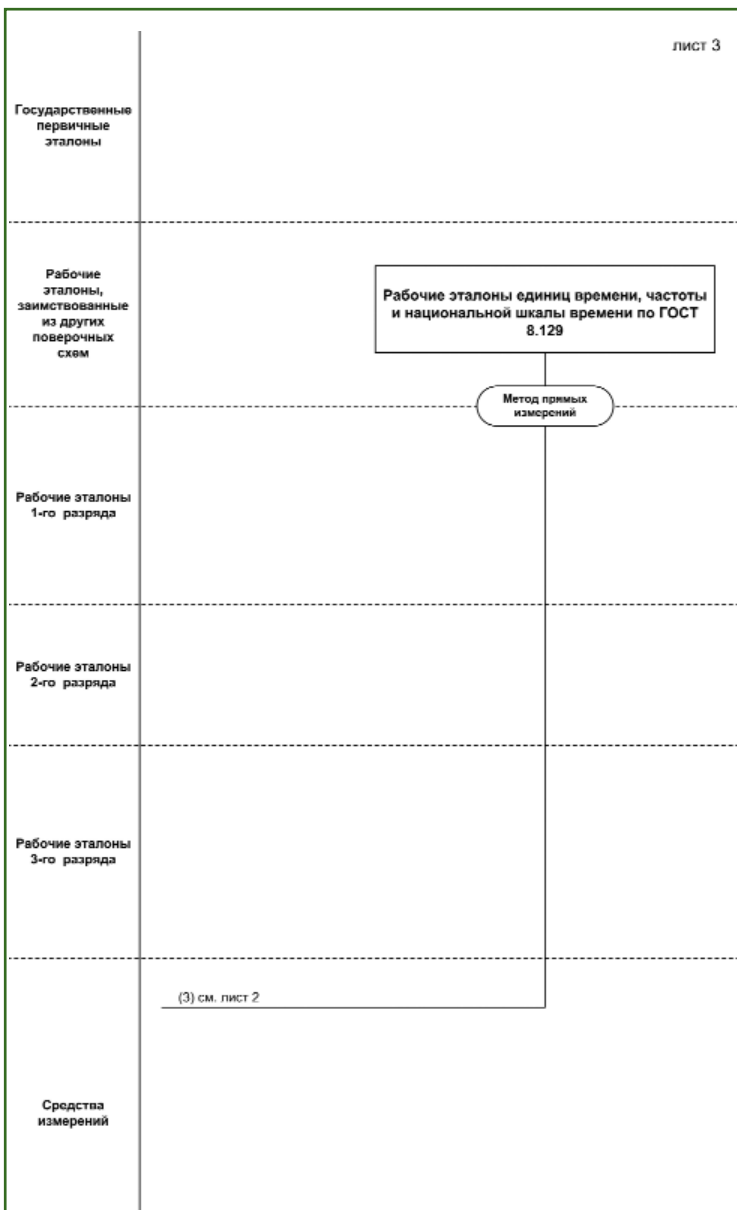 лист 3
Государственные
первичные
эталоны
Рабочие
эталоны,
заимствованные
из других
поверочных
схем
Рабочие эталоны единиц времени, частоты
и национальной шкалы времени по ГОСТ
8.129
Метод прямых
измерений
Рабочие эталоны
1-го разряда
Рабочие эталоны
2-го разряда
Рабочие эталоны
3-го разряда
(3) см. лист 2
Средства
измерений